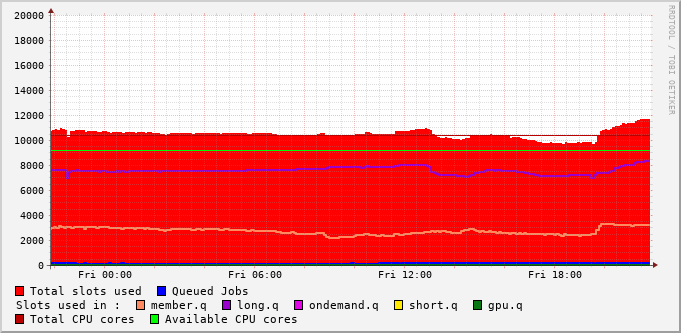 RRDTOOL / TOBI OETIKER
20000
18000
16000
14000
12000
10000
8000
6000
4000
2000
0
Fri 00:00 Fri 06:00 Fri 12:00 Fri 18:00
Total slots used Queued Jobs
Slots used in : member.q long.q ondemand.q short.q gpu.q
Total CPU cores Available CPU cores